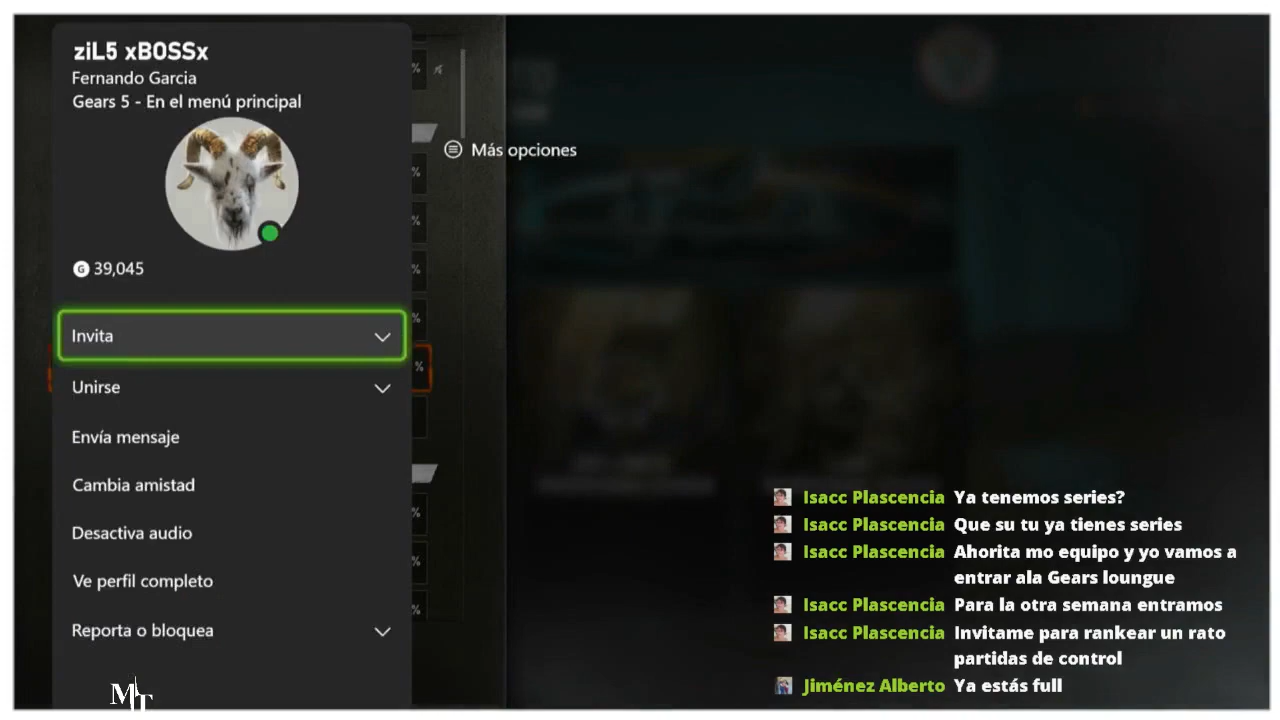 ziL5 xBOSSx
Fernando Garcia
Gears 5 - En el menú principal
G 39,045
Más opciones
Invita
Unirse
Envía mensaje
Cambia amistad
Desactiva audio
Ve perfil completo
Reporta o bloquea
MT
%
%
%
%
%
%
%
%
%
Isacc Plascencia Ya tenemos series?
Isacc Plascencia Que su tu ya tienes series
Isacc Plascencia Ahorita mo equipo y yo vamos a
entrar ala Gears loungue
Isacc Plascencia Para la otra semana entramos
Isacc Plascencia Invitame para rankear un rato
partidas de control
Jiménez Alberto Ya estás full